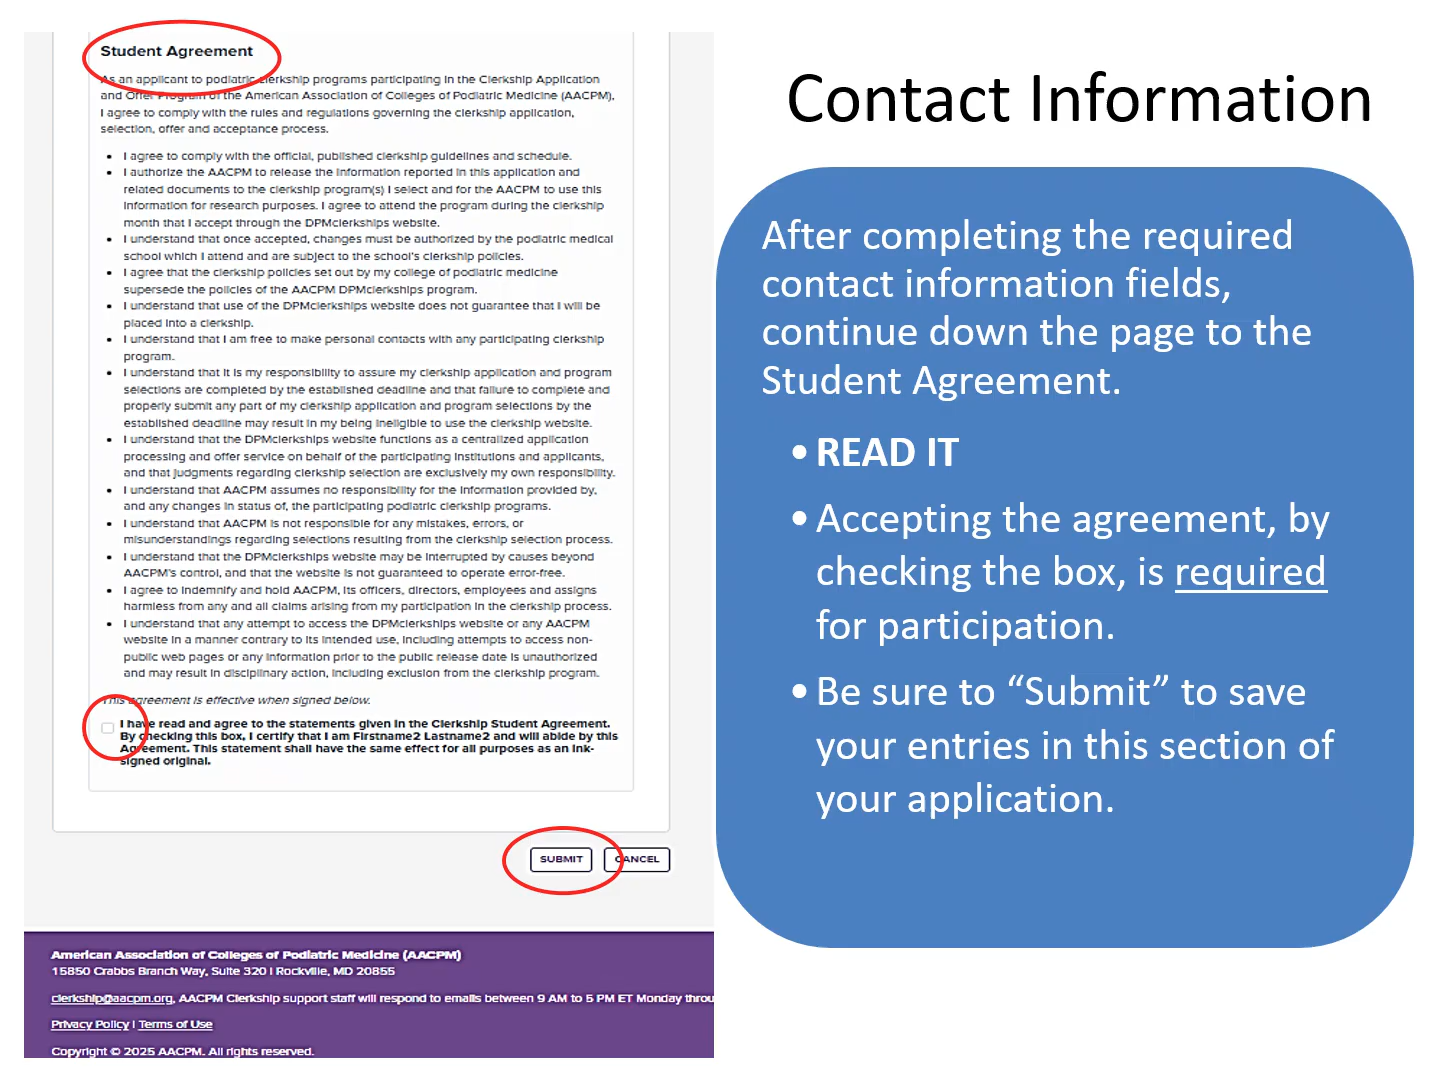 Student Agreement
As an applicant to podiatric clerkship programs participating in the Clerkship Application
and Offer Program of the American Association of Colleges of Podiatric Medicine (AACPM),
I agree to comply with the rules and regulations governing the clerkship application,
selection, offer and acceptance process.
• I agree to comply with the official, published clerkship guidelines and schedule.
• I authorize the AACPM to release the information reported in this application and
related documents to the clerkship program(s) I select and for the AACPM to use this
information for research purposes. I agree to attend the program during the clerkship
month that I accept through the DPMclerkships website.
• I understand that once accepted, changes must be authorized by the podiatric medical
school which I attend and are subject to the school's clerkship policies.
• I agree that the clerkship policies set out by my college of podiatric medicine
supersede the policies of the AACPM DPMclerkships program.
• I understand that use of the DPMclerkships website does not guarantee that I will be
placed into a clerkship.
• I understand that I am free to make personal contacts with any participating clerkship
program.
• I understand that it is my responsibility to assure my clerkship application and program
selections are completed by the established deadline and that failure to complete and
properly submit any part of my clerkship application and program selections by the
established deadline may result in my being ineligible to use the clerkship website.
• I understand that the DPMclerkships website functions as a centralized application
processing and offer service on behalf of the participating institutions and applicants,
and that judgments regarding clerkship selection are exclusively my own responsibility.
• I understand that AACPM assumes no responsibility for the information provided by,
and any changes in status of, the participating podiatric clerkship programs.
• I understand that AACPM is not responsible for any mistakes, errors, or
misunderstandings regarding selections resulting from the clerkship selection process.
• I understand that the DPMclerkships website may be interrupted by causes beyond
AACPM's control, and that the website is not guaranteed to operate error-free.
• I agree to indemnify and hold AACPM, its officers, directors, employees and assigns
harmless from any and all claims arising from my participation in the clerkship process.
• I understand that any attempt to access the DPMclerkships website or any AACPM
website in a manner contrary to its intended use, including attempts to access non-
public web pages or any information prior to the public release date is unauthorized
and may result in disciplinary action, including exclusion from the clerkship program.
This agreement is effective when signed below.
I have read and agree to the statements given in the Clerkship Student Agreement.
By checking this box, I certify that I am Firstname2 Lastname2 and will abide by this
Agreement. This statement shall have the same effect for all purposes as an ink-
signed original.
SUBMIT CANCEL
American Association of Colleges of Podiatric Medicine (AACPM)
15850 Crabbs Branch Way, Suite 320 | Rockville, MD 20855
clerkship@aacpm.org, AACPM Clerkship support staff will respond to emails between 9 AM to 5 PM ET Monday throu
Privacy Policy | Terms of Use
Copyright © 2025 AACPM. All rights reserved.
Contact Information
After completing the required
contact information fields,
continue down the page to the
Student Agreement.
• READ IT
• Accepting the agreement, by
checking the box, is required
for participation.
• Be sure to “Submit” to save
your entries in this section of
your application.